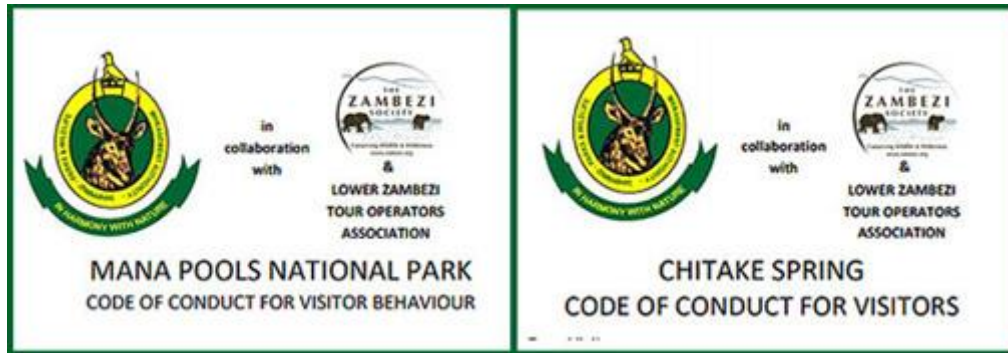 in
collaboration
with
THE
ZAMBEZI
SOCIETY
&
LOWER ZAMBEZI
TOUR OPERATORS
ASSOCIATION
IN HARMONY WITH NATURE
MANA POOLS NATIONAL PARK
CODE OF CONDUCT FOR VISITOR BEHAVIOUR
in
collaboration
with
THE
ZAMBEZI
SOCIETY
&
LOWER ZAMBEZI
TOUR OPERATORS
ASSOCIATION
IN HARMONY WITH NATURE
CHITAKE SPRING
CODE OF CONDUCT FOR VISITORS